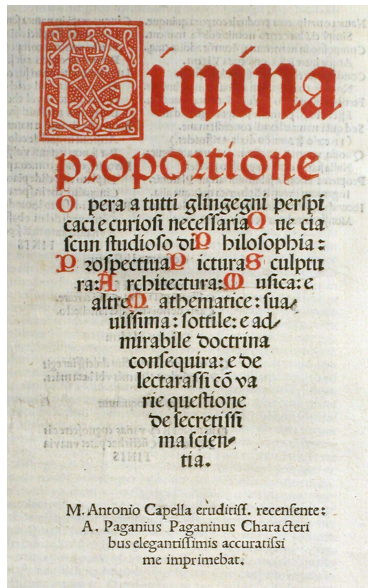 Diuina
proportione
Opera a tutti glingegni perspi
caci e curiosi necessaria Oue cia
scun studioso di Philosophia:
Prospectiua Pictura Sculptu
ra: Architectura: Musica: e
altre Mathematice: sua⸗
uissima: sottile: e ad⸗
mirabile doctrina
consequira: e de
lectarassi cō va
rie questione
de secretissi
ma scien⸗
tia.
M. Antonio Capella eruditiss. recensente:
A. Paganius Paganinus Characteri
bus elegantissimis accuratissi
me imprimebat.